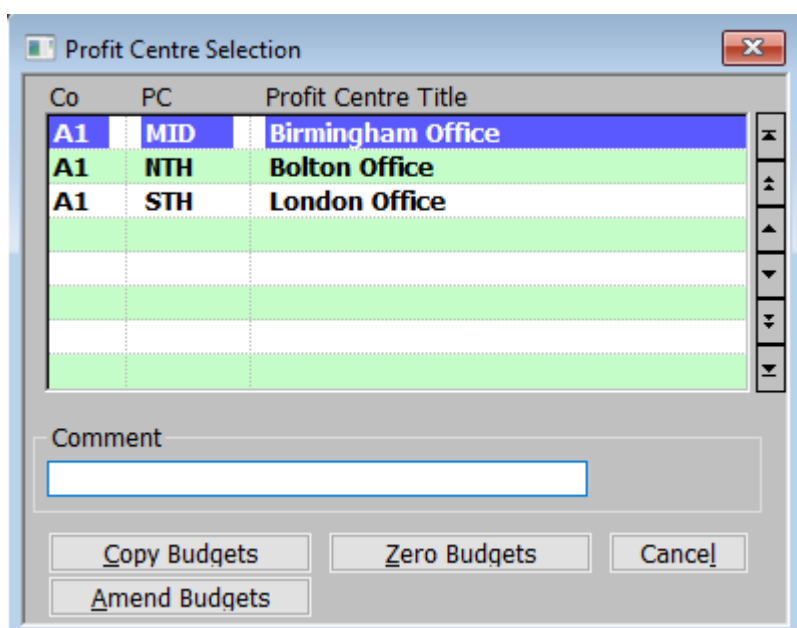 Profit Centre Selection
Co PC Profit Centre Title
A1 MID Birmingham Office
A1 NTH Bolton Office
A1 STH London Office
Comment
Copy Budgets Zero Budgets Cancel
Amend Budgets